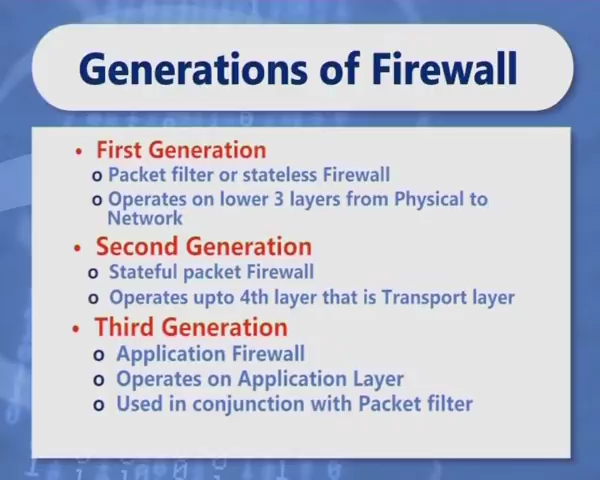 Generations of Firewall
• First Generation
o Packet filter or stateless Firewall
o Operates on lower 3 layers from Physical to
Network
• Second Generation
o Stateful packet Firewall
o Operates upto 4th layer that is Transport layer
• Third Generation
o Application Firewall
o Operates on Application Layer
o Used in conjunction with Packet filter